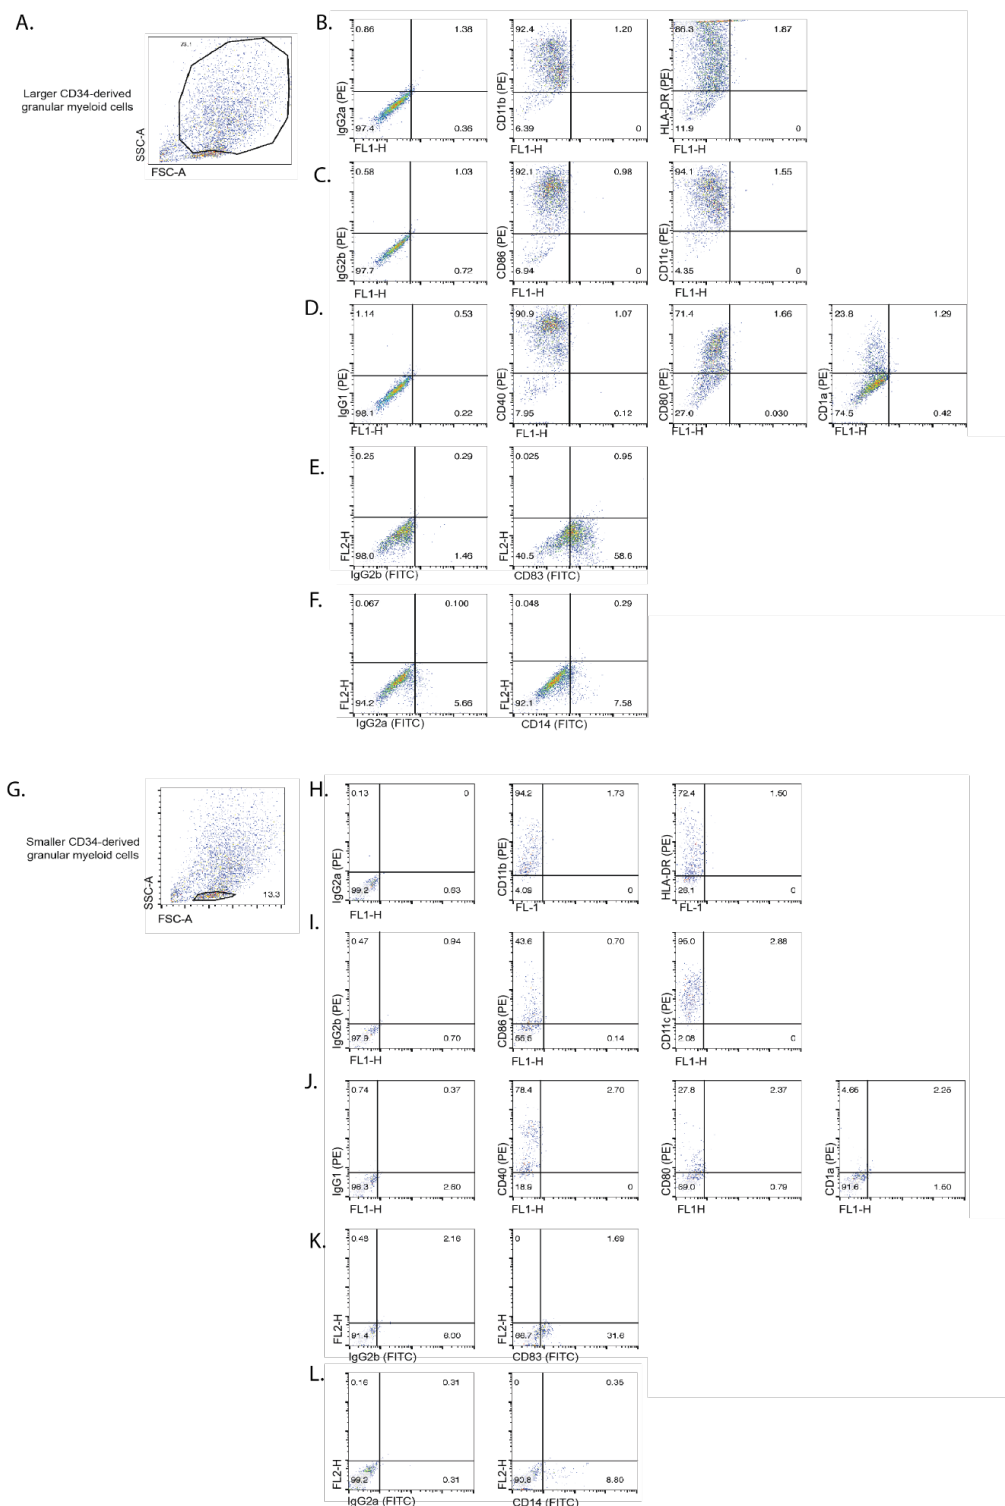 A.
Larger CD34-derived
granular myeloid cells
SSC-A
FSC-A
B.
0.86 1.38
IgG2a (PE)
97.4 0.36
FL1-H
92.4 1.20
CD11b (PE)
6.39 0
FL1-H
86.3 1.87
HLA-DR (PE)
11.9 0
FL1-H
C.
0.58 1.03
IgG2b (PE)
97.7 0.72
FL1-H
92.1 0.98
CD86 (PE)
6.94 0
FL1-H
94.1 1.55
CD11c (PE)
4.35 0
FL1-H
D.
1.14 0.53
IgG1 (PE)
98.1 0.22
FL1-H
90.9 1.07
CD40 (PE)
7.95 0.12
FL1-H
71.4 1.66
CD80 (PE)
27.0 0.030
FL1-H
23.8 1.29
CD1a (PE)
74.5 0.42
FL1-H
E.
0.25 0.29
FL2-H
98.0 1.46
IgG2b (FITC)
0.025 0.95
FL2-H
40.5 58.6
CD83 (FITC)
F.
0.067 0.100
FL2-H
94.2 5.66
IgG2a (FITC)
0.048 0.29
FL2-H
92.1 7.58
CD14 (FITC)
G.
Smaller CD34-derived
granular myeloid cells
SSC-A
13.3
FSC-A
H.
0.13 0
IgG2a (PE)
99.2 0.63
FL1-H
94.2 1.73
CD11b (PE)
4.09 0
FL-1
72.4 1.50
HLA-DR (PE)
26.1 0
FL-1
I.
0.47 0.94
IgG2b (PE)
97.9 0.70
FL1-H
43.6 0.70
CD86 (PE)
55.6 0.14
FL1-H
95.0 2.88
CD11c (PE)
2.08 0
FL1-H
J.
0.74 0.37
IgG1 (PE)
96.3 2.60
FL1-H
78.4 2.70
CD40 (PE)
18.9 0
FL1-H
27.8 2.37
CD80 (PE)
69.0 0.79
FL1H
4.66 2.26
CD1a (PE)
91.6 1.50
FL1-H
K.
0.48 2.16
FL2-H
91.4 6.00
IgG2b (FITC)
0 1.69
FL2-H
66.7 31.6
CD83 (FITC)
L.
0.16 0.31
FL2-H
99.2 0.31
IgG2a (FITC)
0 0.35
FL2-H
90.8 8.80
CD14 (FITC)